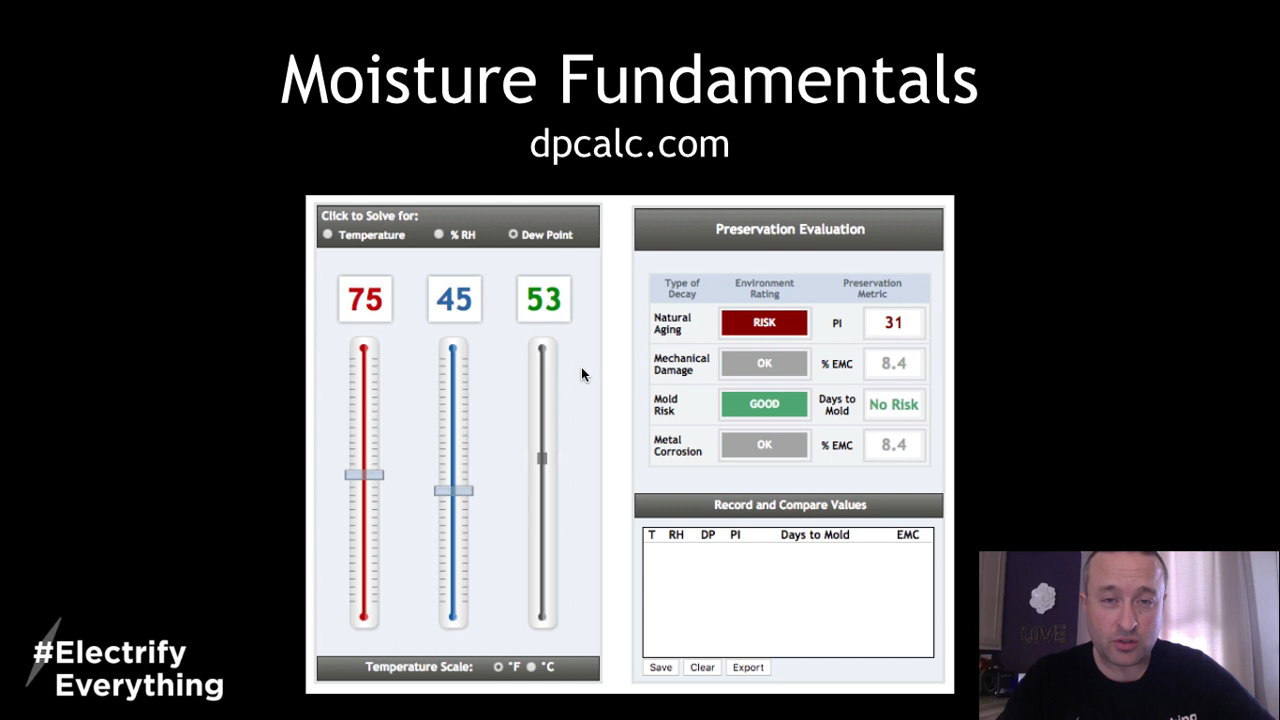 Moisture Fundamentals
dpcalc.com
Click to Solve for:
Temperature % RH Dew Point
75 45 53
Temperature Scale: °F °C
Preservation Evaluation
Type of Decay Environment Rating Preservation Metric
Natural Aging RISK PI 31
Mechanical Damage OK % EMC 8.4
Mold Risk GOOD Days to Mold No Risk
Metal Corrosion OK % EMC 8.4
Record and Compare Values
T RH DP PI Days to Mold EMC
Save Clear Export
#Electrify
Everything
LOVE